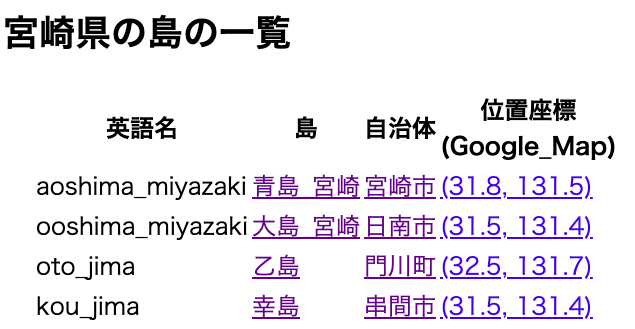 宮崎県の島の一覧
英語名 島 自治体 位置座標
(Google_Map)
aoshima_miyazaki 青島_宮崎 宮崎市 (31.8, 131.5)
ooshima_miyazaki 大島_宮崎 日南市 (31.5, 131.4)
oto_jima 乙島 門川町 (32.5, 131.7)
kou_jima 幸島 串間市 (31.5, 131.4)